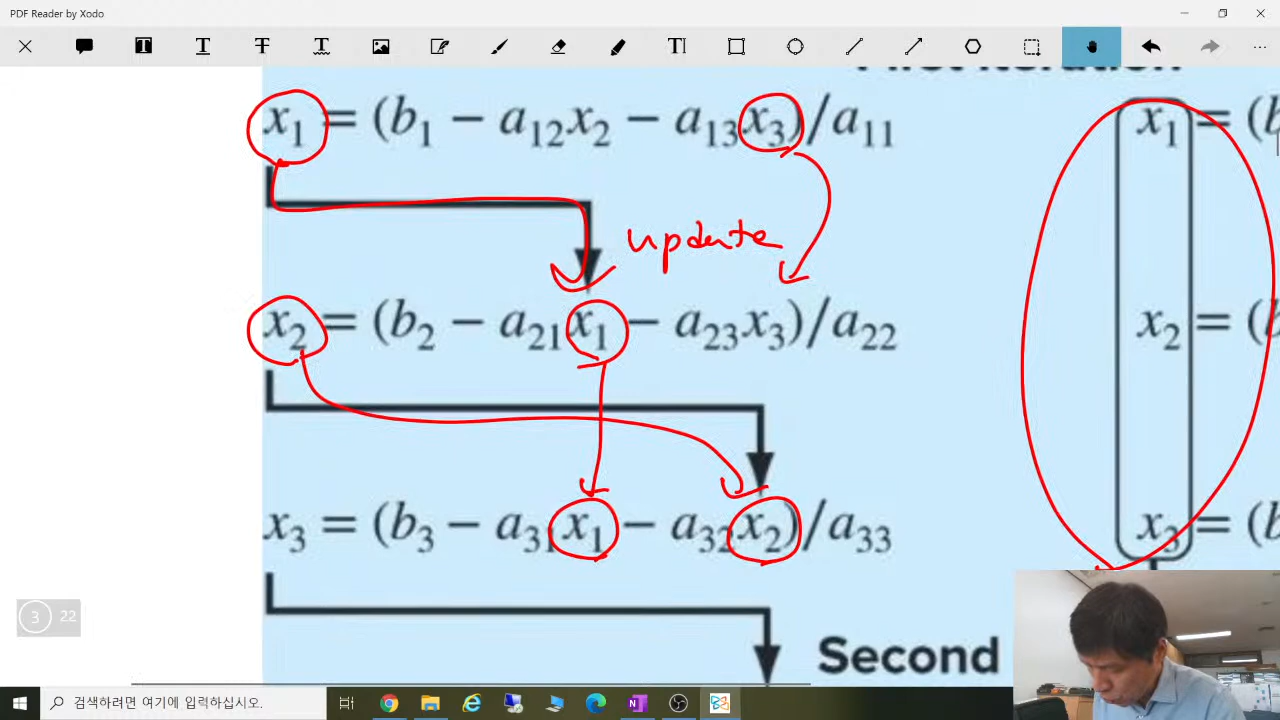 PDF Reader by Xodo
First Iteration
x₁ = (b₁ − a₁₂x₂ − a₁₃x₃)/a₁₁
x₁ = (b
update
x₂ = (b₂ − a₂₁x₁ − a₂₃x₃)/a₂₂
x₂ = (b
x₃ = (b₃ − a₃₁x₁ − a₃₂x₂)/a₃₃
x₃ = (b
3 22
Second
검색하려면 여기에 입력하십시오.